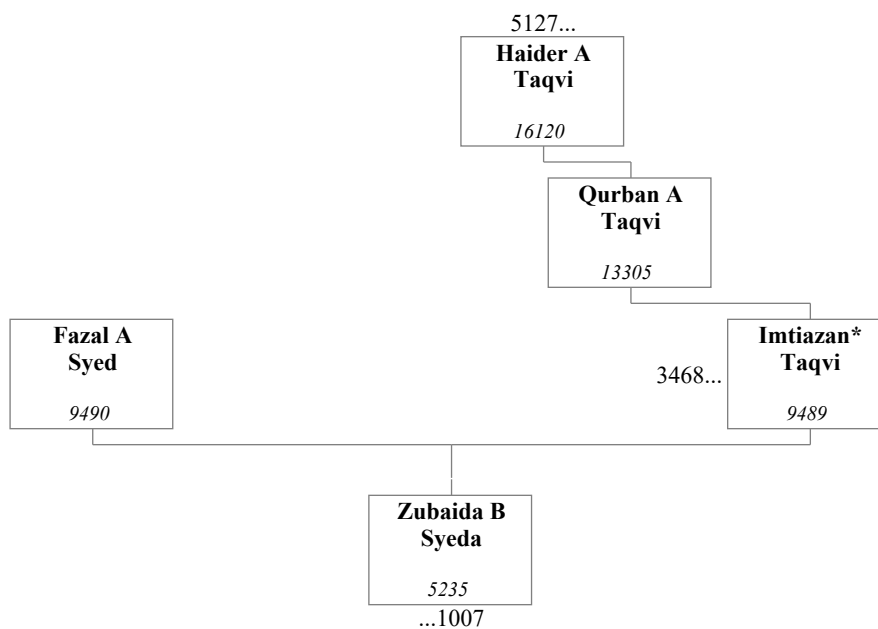 5127...
Haider A
Taqvi
16120
Qurban A
Taqvi
13305
Fazal A
Syed
9490
3468...
Imtiazan*
Taqvi
9489
Zubaida B
Syeda
5235
...1007